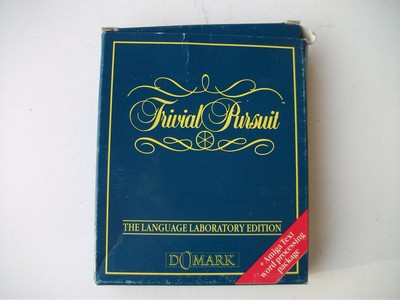 Trivial Pursuit
THE LANGUAGE LABORATORY EDITION
+ Amiga Text
word processing
package
DOMARK